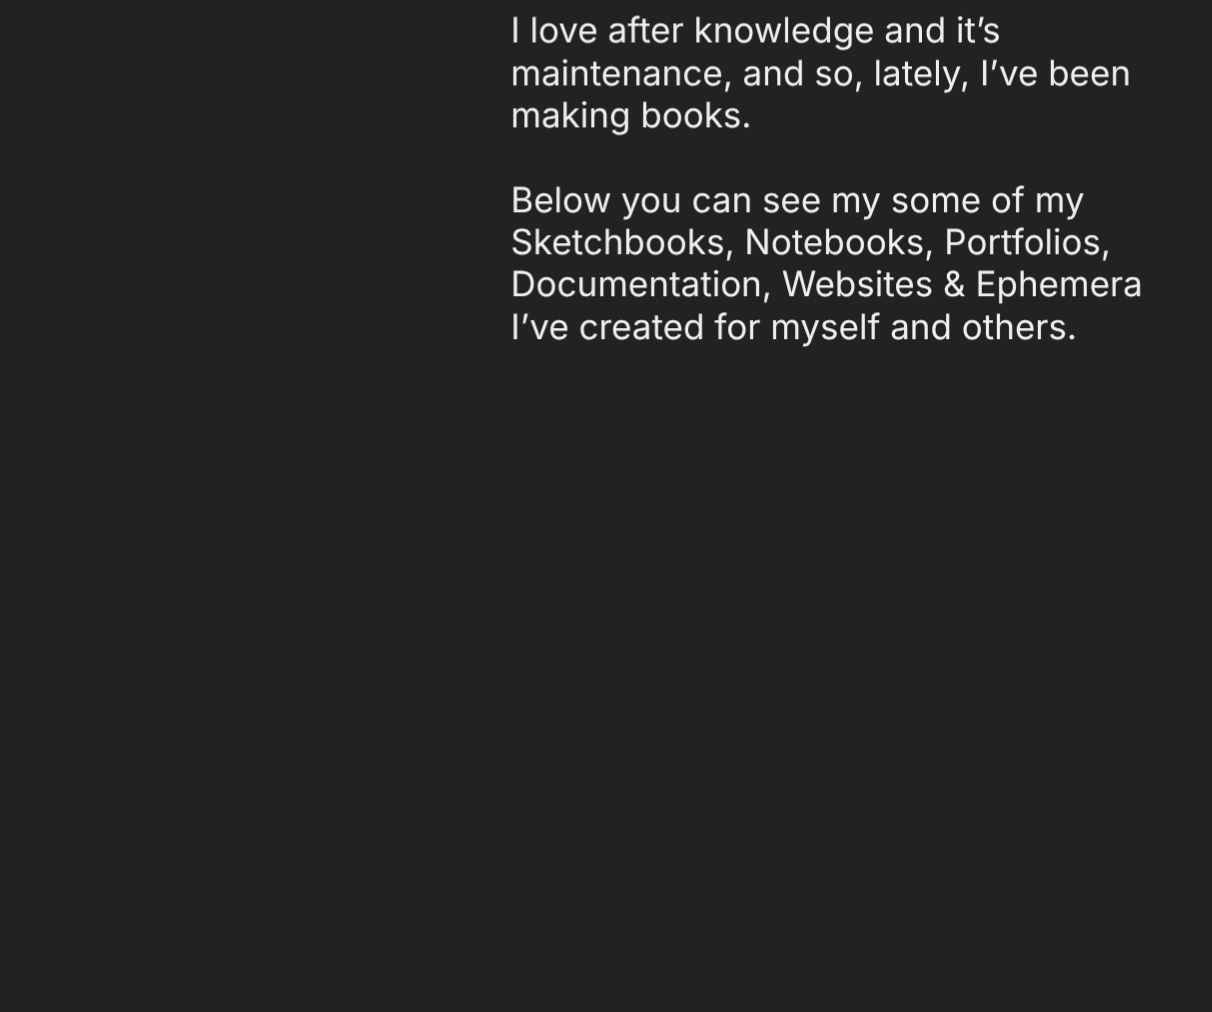 I love after knowledge and it’s
maintenance, and so, lately, I’ve been
making books.
Below you can see my some of my
Sketchbooks, Notebooks, Portfolios,
Documentation, Websites & Ephemera
I’ve created for myself and others.